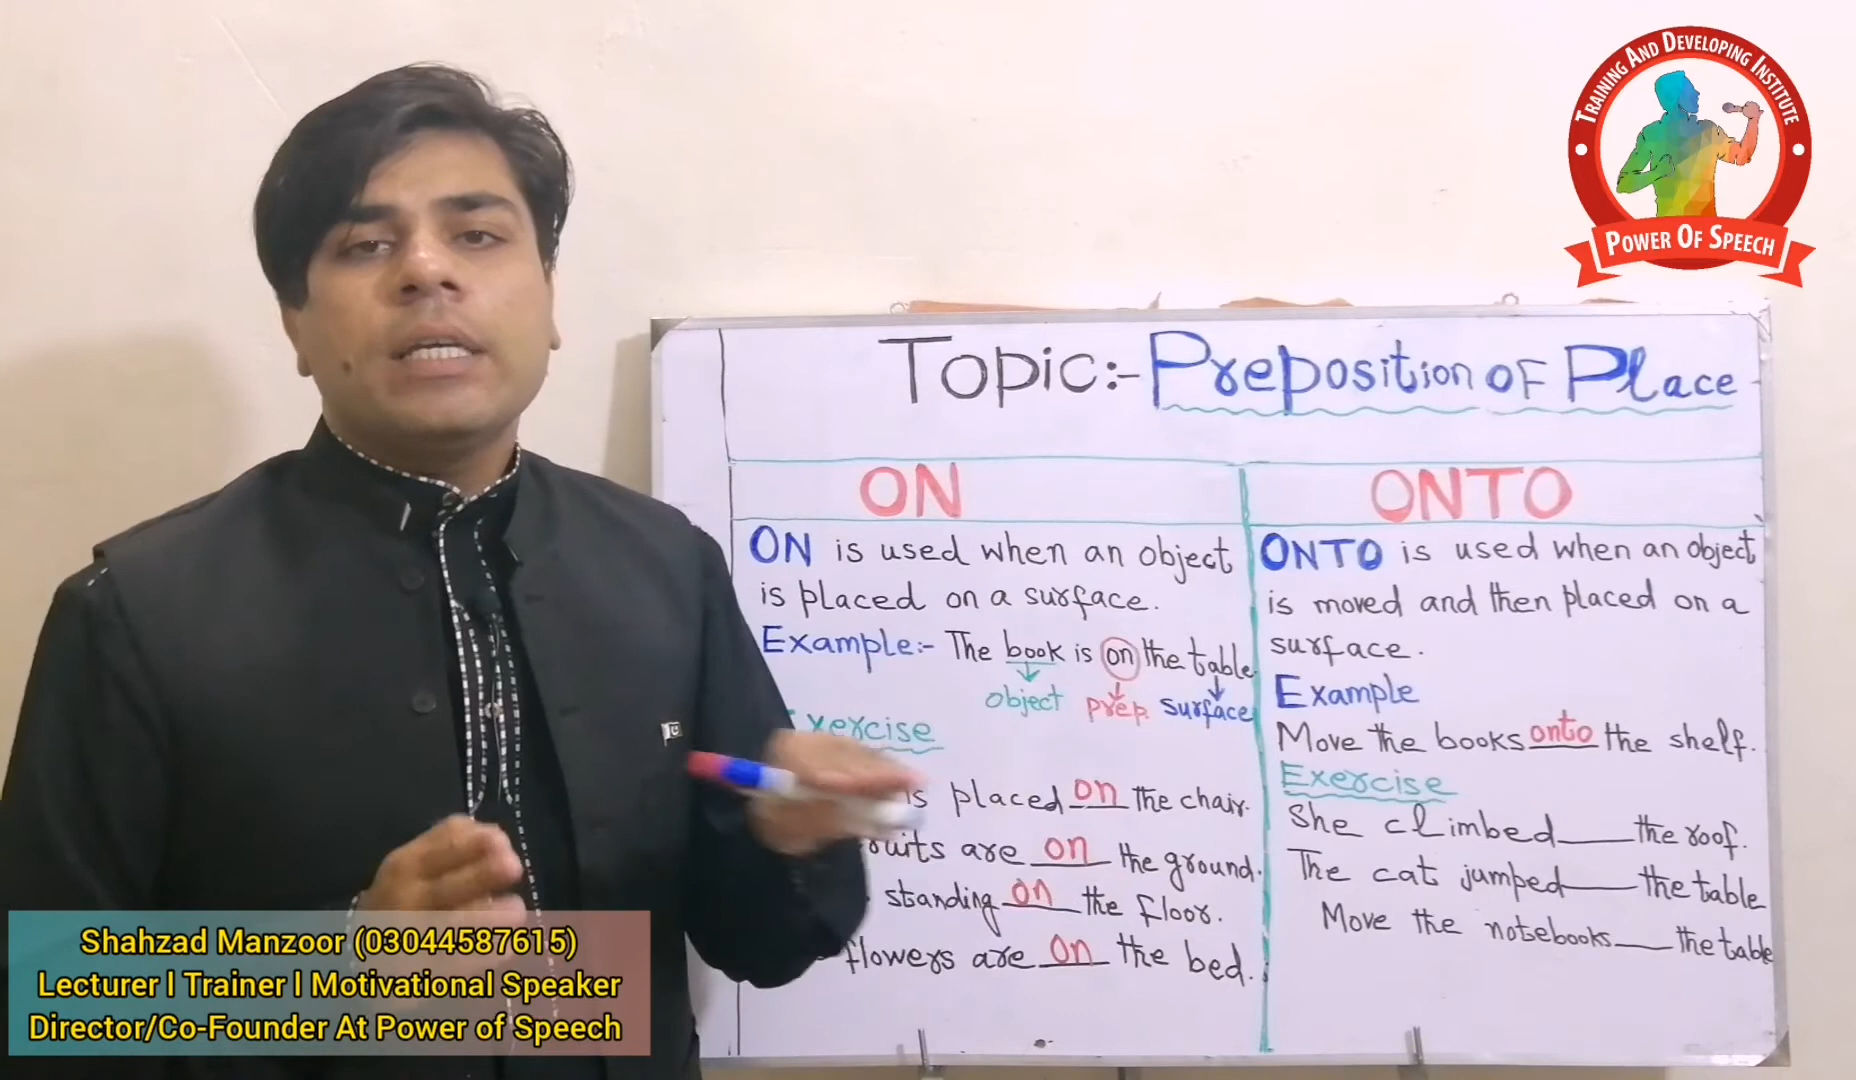 TRAINING AND DEVELOPING INSTITUTE
POWER OF SPEECH
Topic:- Preposition of Place
ON
ON is used when an object
is placed on a surface.
Example:- The book is on the table.
object prep. surface
Exercise
is placed on the chair.
are on the ground.
standing on the floor.
flowers are on the bed.
ONTO
ONTO is used when an object
is moved and then placed on a
surface.
Example
Move the books onto the shelf.
Exercise
She climbed ___ the roof.
The cat jumped ___ the table
Move the notebooks ___ the table
Shahzad Manzoor (03044587615)
Lecturer l Trainer l Motivational Speaker
Director/Co-Founder At Power of Speech